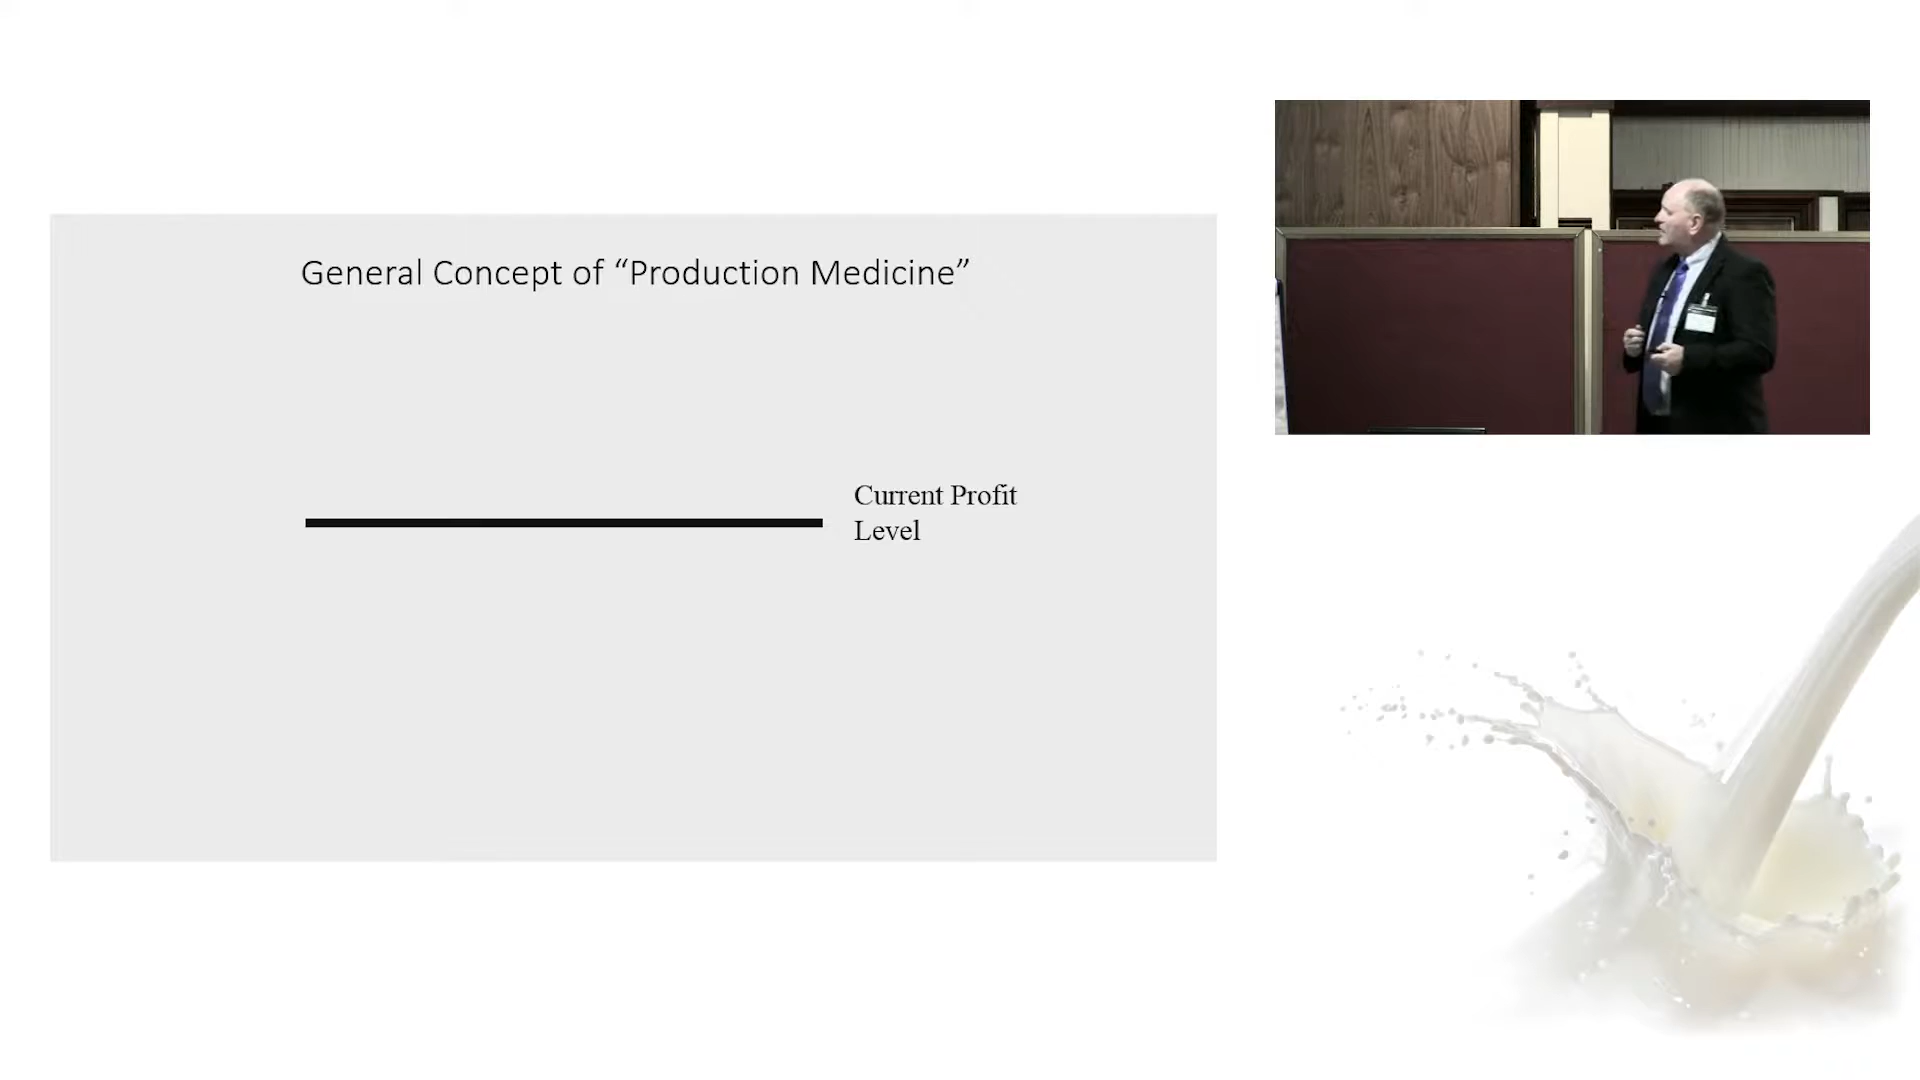 General Concept of “Production Medicine”
Current Profit
Level